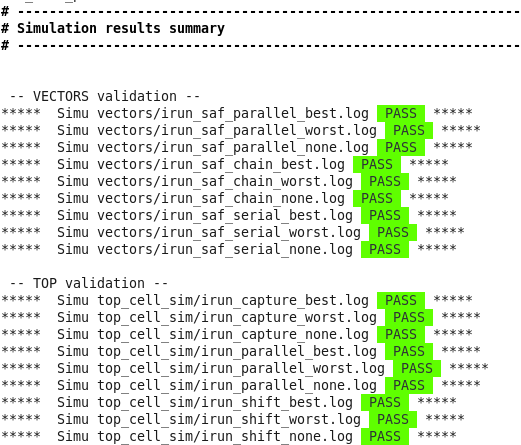 # ----------------------------------------------------------------
# Simulation results summary
# ----------------------------------------------------------------
-- VECTORS validation --
***** Simu vectors/irun_saf_parallel_best.log PASS *****
***** Simu vectors/irun_saf_parallel_worst.log PASS *****
***** Simu vectors/irun_saf_parallel_none.log PASS *****
***** Simu vectors/irun_saf_chain_best.log PASS *****
***** Simu vectors/irun_saf_chain_worst.log PASS *****
***** Simu vectors/irun_saf_chain_none.log PASS *****
***** Simu vectors/irun_saf_serial_best.log PASS *****
***** Simu vectors/irun_saf_serial_worst.log PASS *****
***** Simu vectors/irun_saf_serial_none.log PASS *****
-- TOP validation --
***** Simu top_cell_sim/irun_capture_best.log PASS *****
***** Simu top_cell_sim/irun_capture_worst.log PASS *****
***** Simu top_cell_sim/irun_capture_none.log PASS *****
***** Simu top_cell_sim/irun_parallel_best.log PASS *****
***** Simu top_cell_sim/irun_parallel_worst.log PASS *****
***** Simu top_cell_sim/irun_parallel_none.log PASS *****
***** Simu top_cell_sim/irun_shift_best.log PASS *****
***** Simu top_cell_sim/irun_shift_worst.log PASS *****
***** Simu top_cell_sim/irun_shift_none.log PASS *****